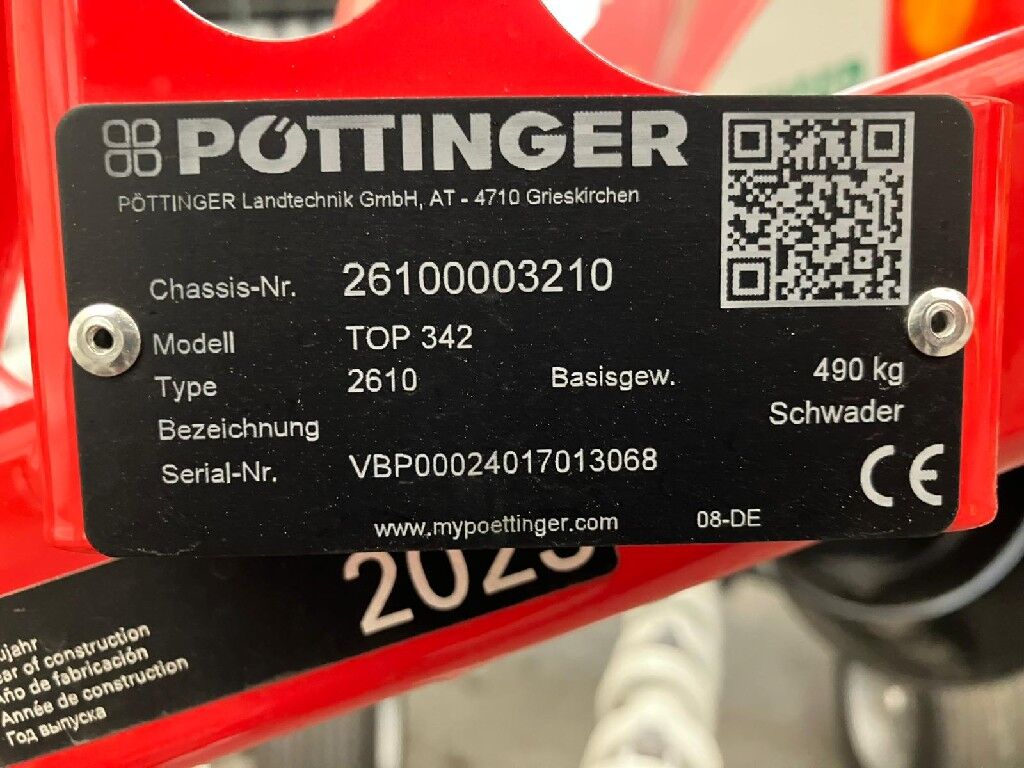 PÖTTINGER
PÖTTINGER Landtechnik GmbH, AT - 4710 Grieskirchen
Chassis-Nr. 26100003210
Modell TOP 342
Type 2610 Basisgew. 490 kg
Schwader
Bezeichnung
Serial-Nr. VBP00024017013068
www.mypoettinger.com 08-DE
of construction
Año de fabricación
Année de construction
Год выпуска